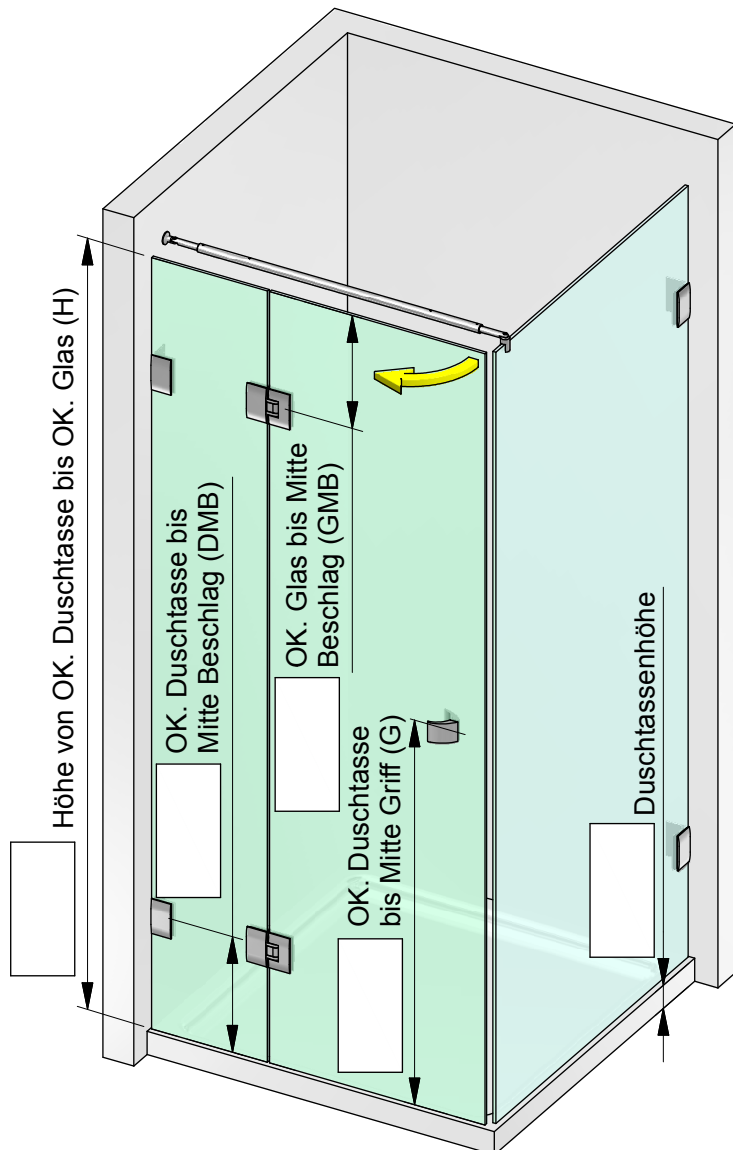 Höhe von OK. Duschtasse bis OK. Glas (H)
OK. Duschtasse bis
Mitte Beschlag (DMB)
OK. Glas bis Mitte
Beschlag (GMB)
OK. Duschtasse
bis Mitte Griff (G)
Duschtassenhöhe